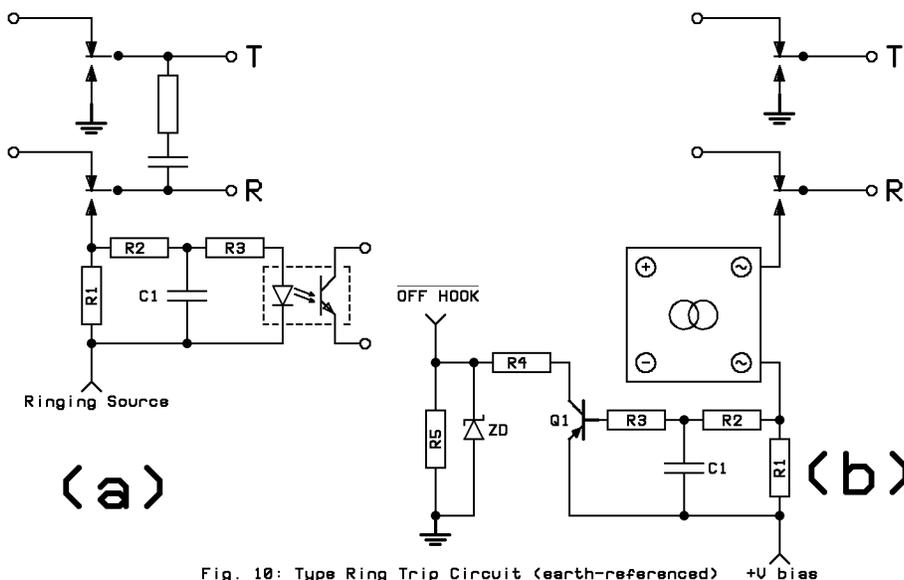 T
T
R
R
R2
R3
R1
C1
OFF HOOK
+
~
-
~
Ringing Source
R4
R5
ZD
Q1
R3
R2
C1
R1
(a)
(b)
Fig. 10: Type Ring Trip Circuit (earth-referenced)
+V bias